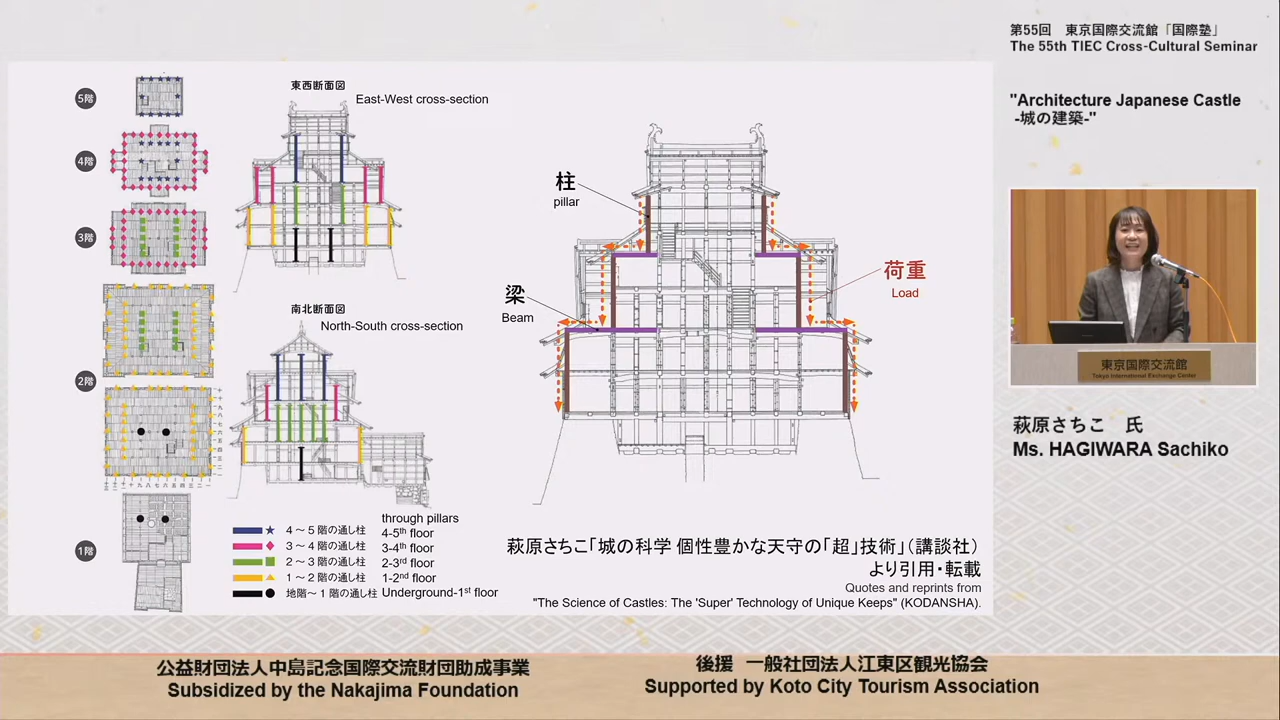 第55回　東京国際交流館「国際塾」
The 55th TIEC Cross-Cultural Seminar
"Architecture Japanese Castle
-城の建築-"
東京国際交流館
Tokyo International Exchange Center
萩原さちこ　氏
Ms. HAGIWARA Sachiko
5階
4階
3階
2階
1階
東西断面図
East-West cross-section
南北断面図
North-South cross-section
through pillars
4～5階の通し柱 4-5th floor
3～4階の通し柱 3-4th floor
2～3階の通し柱 2-3rd floor
1～2階の通し柱 1-2nd floor
地階～1階の通し柱 Underground-1st floor
柱
pillar
梁
Beam
荷重
Load
萩原さちこ「城の科学 個性豊かな天守の「超」技術」（講談社）
より引用・転載
Quotes and reprints from
"The Science of Castles: The 'Super' Technology of Unique Keeps" (KODANSHA).
公益財団法人中島記念国際交流財団助成事業
Subsidized by the Nakajima Foundation
後援　一般社団法人江東区観光協会
Supported by Koto City Tourism Association